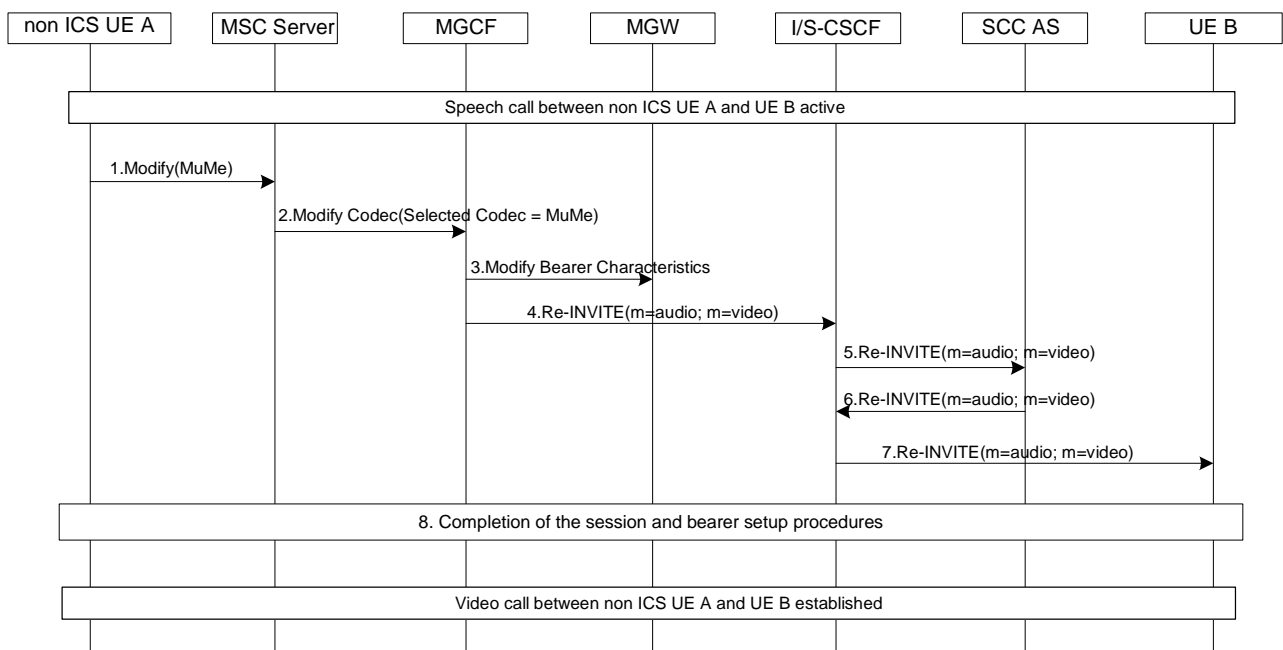 non ICS UE A
MSC Server
MGCF
MGW
I/S-CSCF
SCC AS
UE B
Speech call between non ICS UE A and UE B active
1.Modify(MuMe)
2.Modify Codec(Selected Codec = MuMe)
3.Modify Bearer Characteristics
4.Re-INVITE(m=audio; m=video)
5.Re-INVITE(m=audio; m=video)
6.Re-INVITE(m=audio; m=video)
7.Re-INVITE(m=audio; m=video)
8. Completion of the session and bearer setup procedures
Video call between non ICS UE A and UE B established